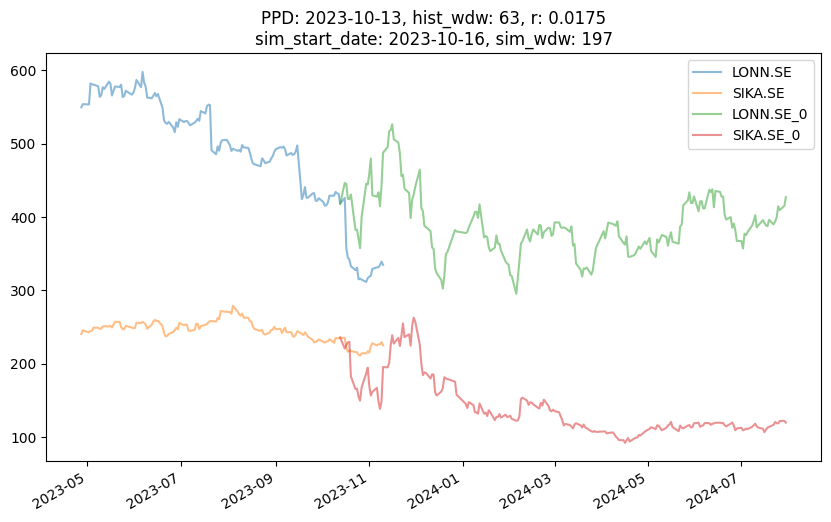 PPD: 2023-10-13, hist_wdw: 63, r: 0.0175
sim_start_date: 2023-10-16, sim_wdw: 197
LONN.SE
SIKA.SE
LONN.SE_0
SIKA.SE_0
600
500
400
300
200
100
2023-05
2023-07
2023-09
2023-11
2024-01
2024-03
2024-05
2024-07